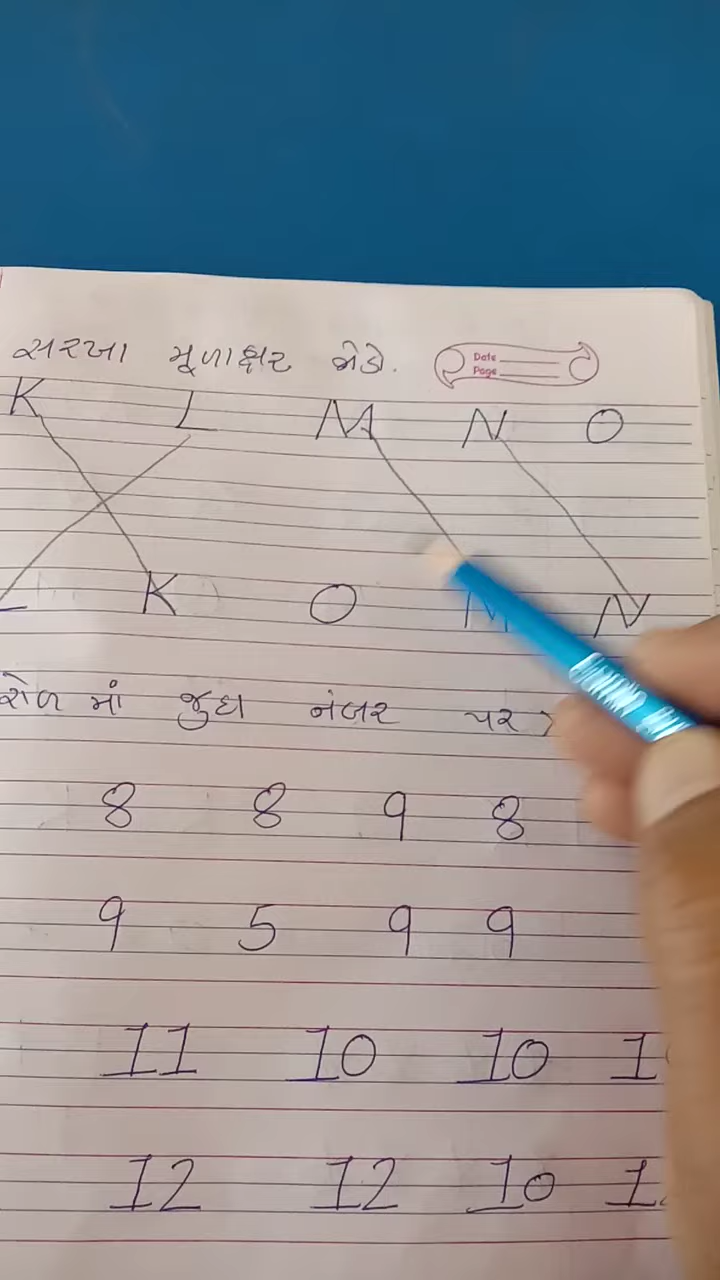 સરખા મૂળાક્ષર જોડો.
Date
Page
K L M N O
L K O M N
માં જુદા નંબર પર
8 8 9 8
9 5 9 9
11 10 10
12 12 10